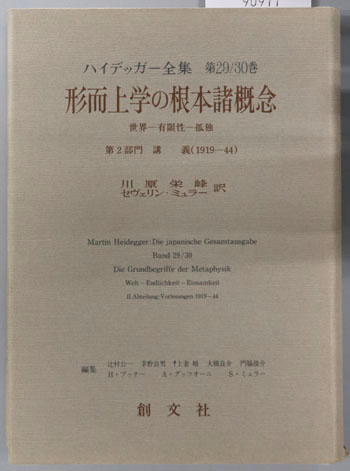 90977
ハイデッガー全集 第29/30巻
形而上学の根本諸概念
世界—有限性—孤独
第2部門 講 義(1919—44)
川原栄峰
セヴェリン・ミュラー 訳
Martin Heidegger: Die japanische Gesamtausgabe
Band 29/30
Die Grundbegriffe der Metaphysik
Welt – Endlichkeit – Einsamkeit
II. Abteilung: Vorlesungen 1919–44
編集
辻村公一 茅野良男 上妻 精 大橋良介 門脇俊介
H・ブッナー A・グッツオーニ S・ミュラー
創文社